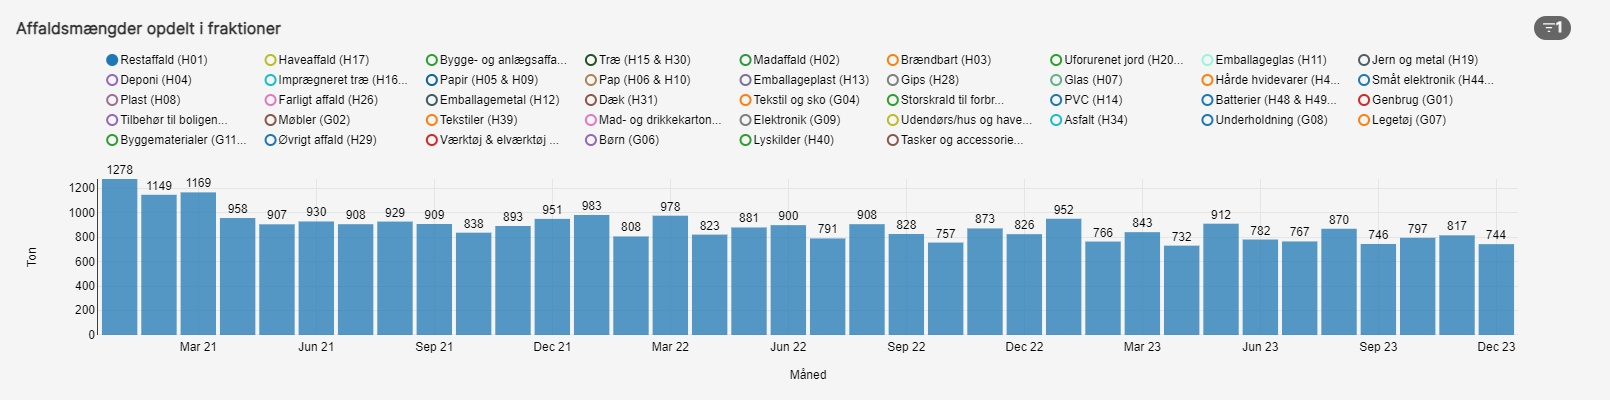 Affaldsmængder opdelt i fraktioner
1
Restaffald (H01) Haveaffald (H17) Bygge- og anlægsaffa... Træ (H15 & H30) Madaffald (H02) Brændbart (H03) Uforurenet jord (H20... Emballageglas (H11) Jern og metal (H19)
Deponi (H04) Imprægneret træ (H16... Papir (H05 & H09) Pap (H06 & H10) Emballageplast (H13) Gips (H28) Glas (H07) Hårde hvidevarer (H4... Småt elektronik (H44...
Plast (H08) Farligt affald (H26) Emballagemetal (H12) Dæk (H31) Tekstil og sko (G04) Storskrald til forbr... PVC (H14) Batterier (H48 & H49... Genbrug (G01)
Tilbehør til boligen... Møbler (G02) Tekstiler (H39) Mad- og drikkekarton... Elektronik (G09) Udendørs/hus og have... Asfalt (H34) Underholdning (G08) Legetøj (G07)
Byggematerialer (G11... Øvrigt affald (H29) Værktøj & elværktøj ... Børn (G06) Lyskilder (H40) Tasker og accessorie...
1278 1149 1169 958 907 930 908 929 909 838 893 951 983 808 978 823 881 900 791 908 828 757 873 826 952 766 843 732 912 782 767 870 746 797 817 744
1200
1000
800
600
400
200
0
Ton
Mar 21 Jun 21 Sep 21 Dec 21 Mar 22 Jun 22 Sep 22 Dec 22 Mar 23 Jun 23 Sep 23 Dec 23
Måned